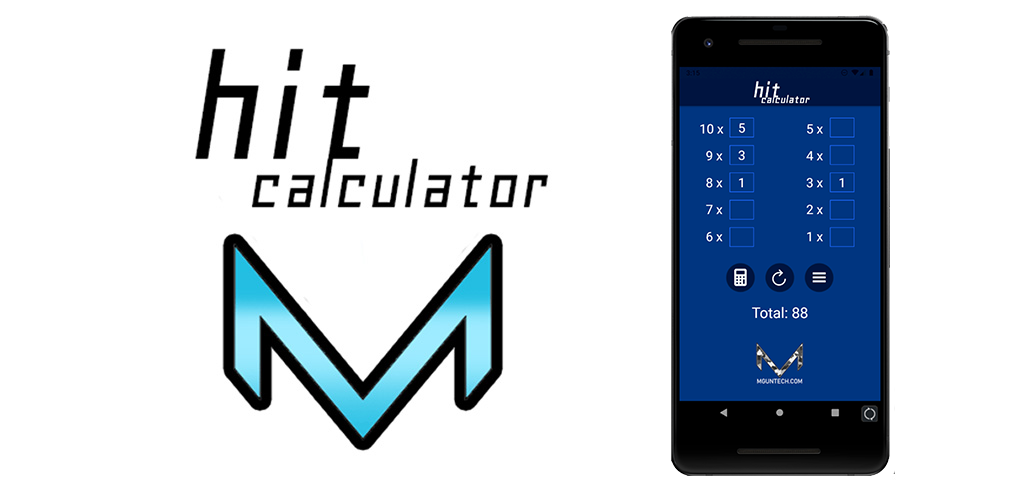 hit
calculator
hit
calculator
10 x 5
5 x
9 x 3
4 x
8 x 1
3 x 1
7 x
2 x
6 x
1 x
Total: 88
MGUNTECH.COM